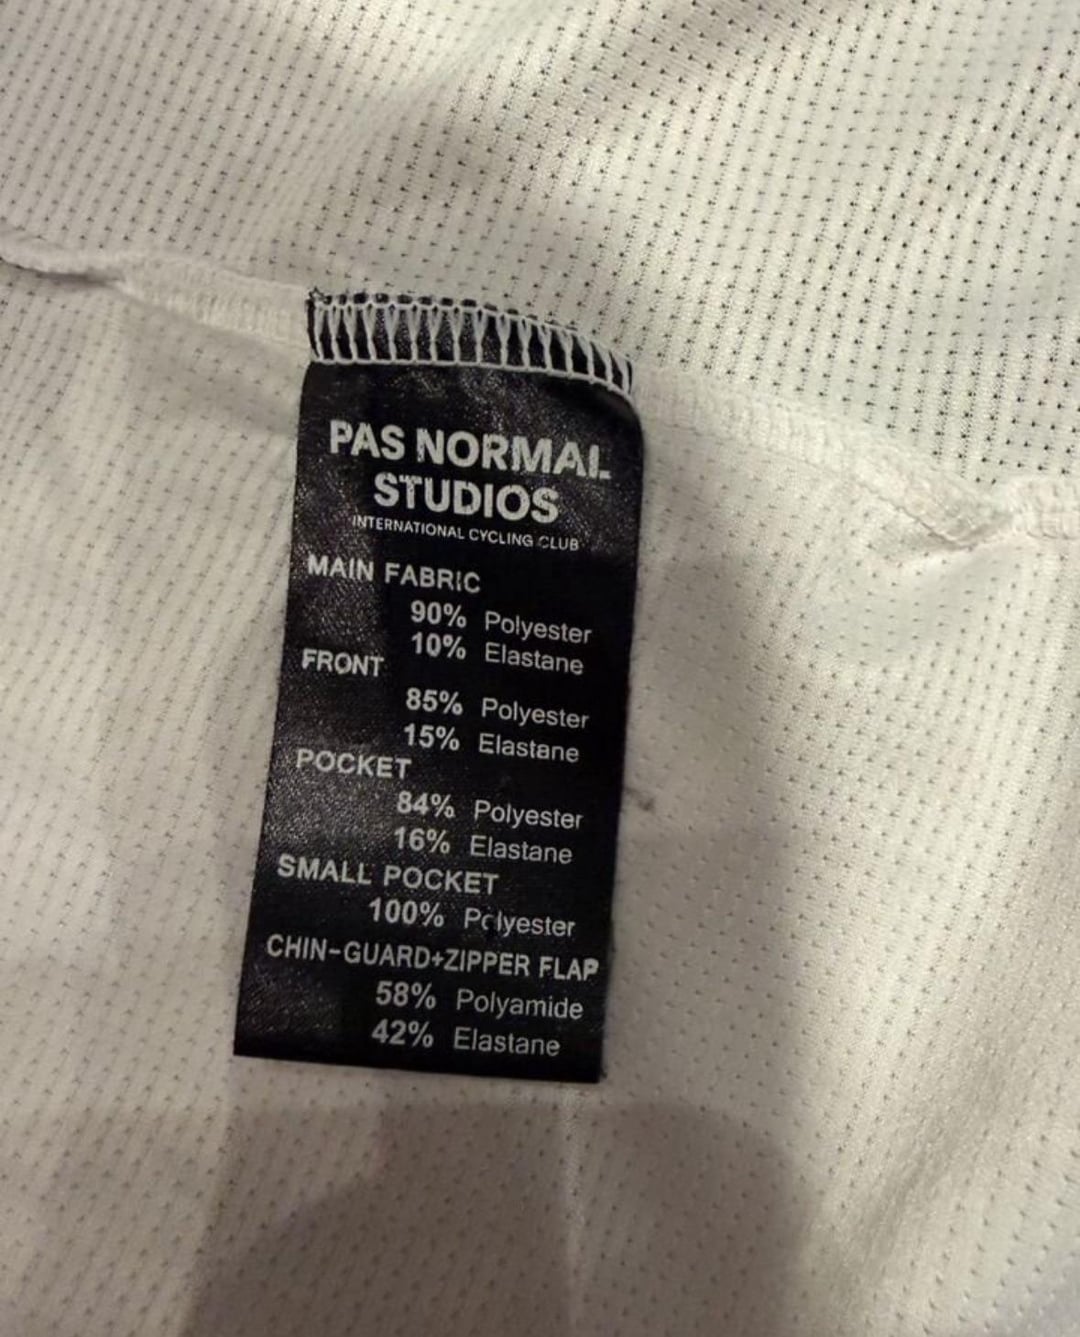 PAS NORMAL
STUDIOS
INTERNATIONAL CYCLING CLUB
MAIN FABRIC
90% Polyester
10% Elastane
FRONT
85% Polyester
15% Elastane
POCKET
84% Polyester
16% Elastane
SMALL POCKET
100% Polyester
CHIN-GUARD+ZIPPER FLAP
58% Polyamide
42% Elastane